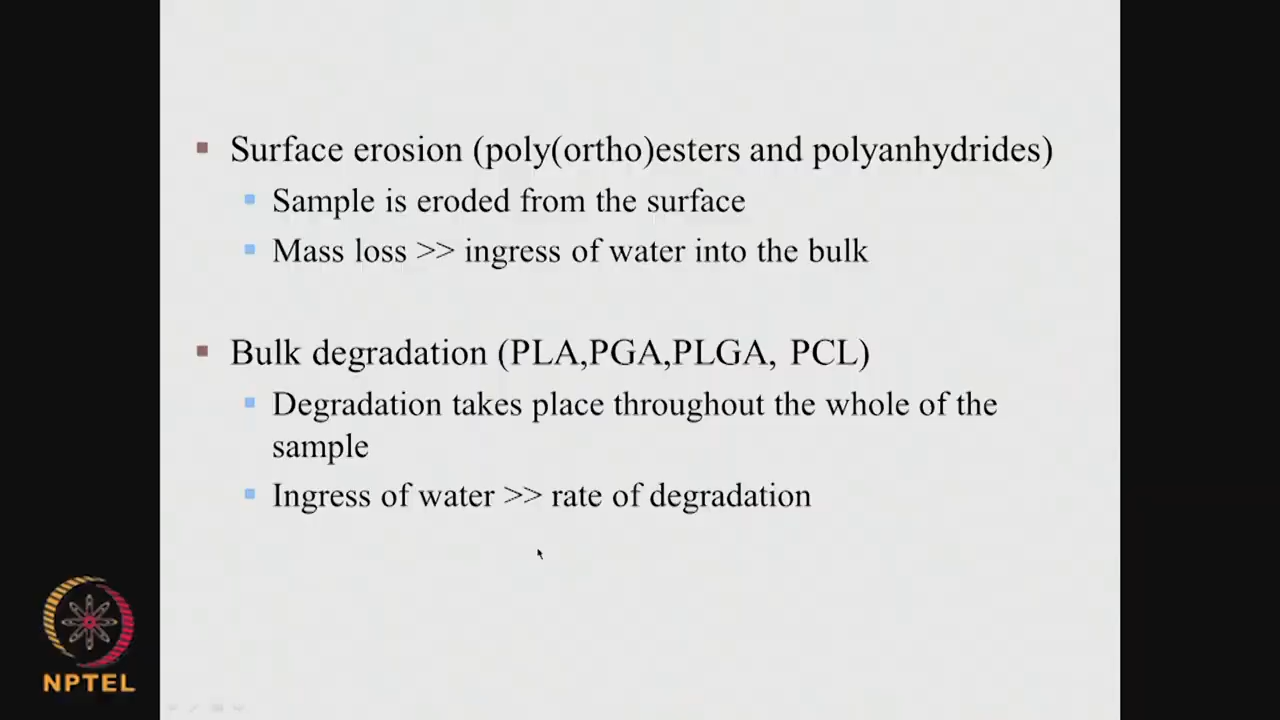 Surface erosion (poly(ortho)esters and polyanhydrides)
Sample is eroded from the surface
Mass loss >> ingress of water into the bulk
Bulk degradation (PLA,PGA,PLGA, PCL)
Degradation takes place throughout the whole of the
sample
Ingress of water >> rate of degradation
NPTEL